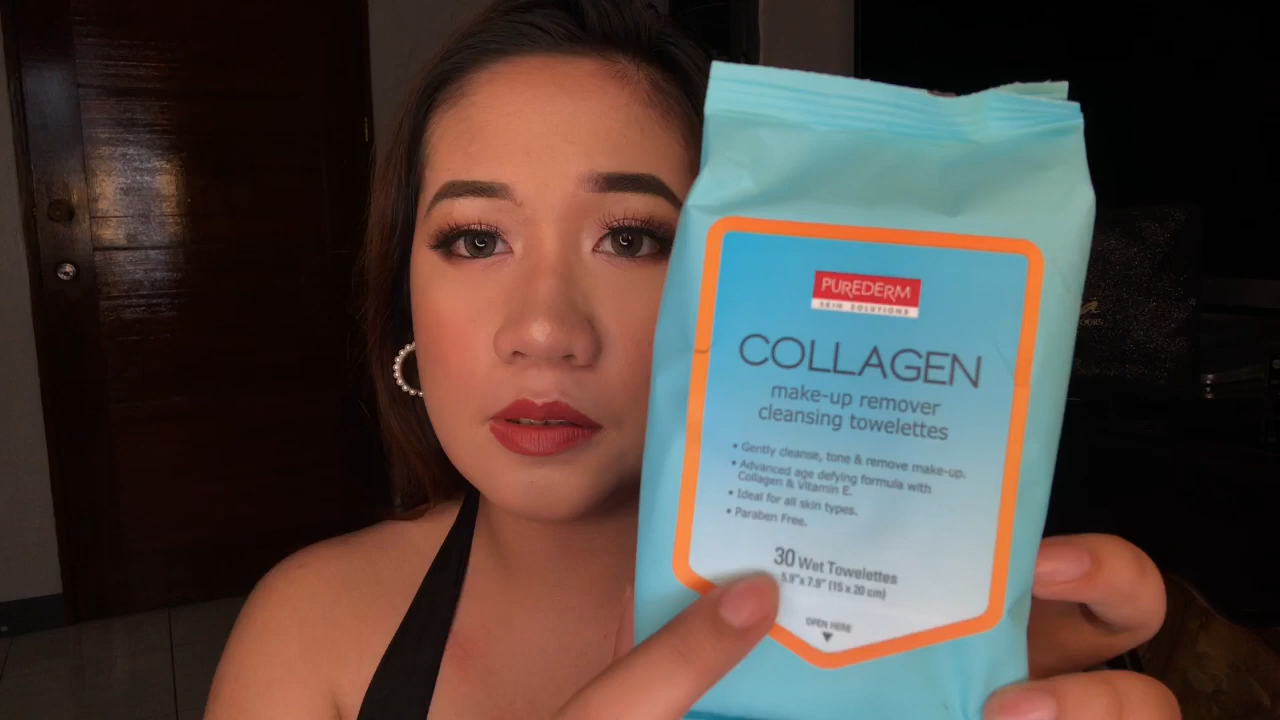 PUREDERM
SKIN SOLUTIONS
COLLAGEN
make-up remover
cleansing towelettes
• Gently cleanse, tone & remove make-up.
• Advanced age defying formula with
Collagen & Vitamin E.
• Ideal for all skin types.
• Paraben Free.
30 Wet Towelettes
5.9"x 7.9" (15 x 20 cm)
OPEN HERE